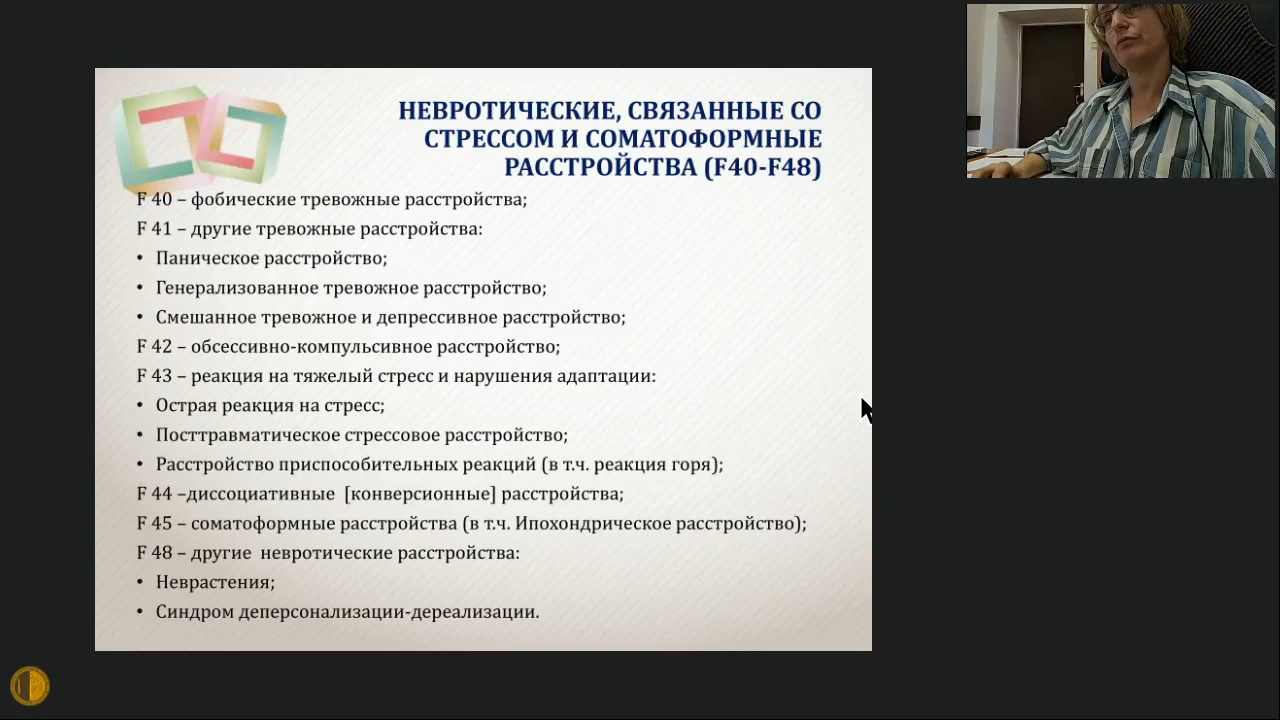 НЕВРОТИЧЕСКИЕ, СВЯЗАННЫЕ СО
СТРЕССОМ И СОМАТОФОРМНЫЕ
РАССТРОЙСТВА (F40-F48)
F 40 – фобические тревожные расстройства;
F 41 – другие тревожные расстройства:
• Паническое расстройство;
• Генерализованное тревожное расстройство;
• Смешанное тревожное и депрессивное расстройство;
F 42 – обсессивно-компульсивное расстройство;
F 43 – реакция на тяжелый стресс и нарушения адаптации:
• Острая реакция на стресс;
• Посттравматическое стрессовое расстройство;
• Расстройство приспособительных реакций (в т.ч. реакция горя);
F 44 –диссоциативные [конверсионные] расстройства;
F 45 – соматоформные расстройства (в т.ч. Ипохондрическое расстройство);
F 48 – другие невротические расстройства:
• Неврастения;
• Синдром деперсонализации-дереализации.